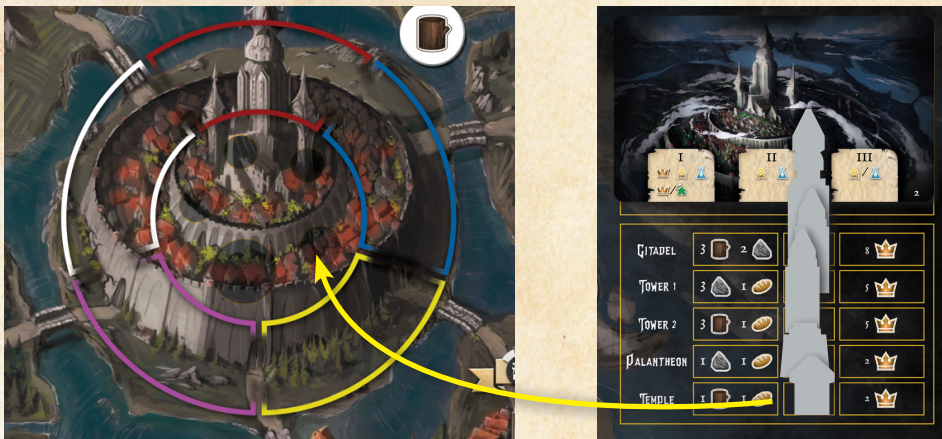 I
II
III
/
/
2
CITADEL 3 2 8
TOWER 1 3 1 5
TOWER 2 3 1 5
PALANTHEON 1 1 2
TEMPLE 1 1 2